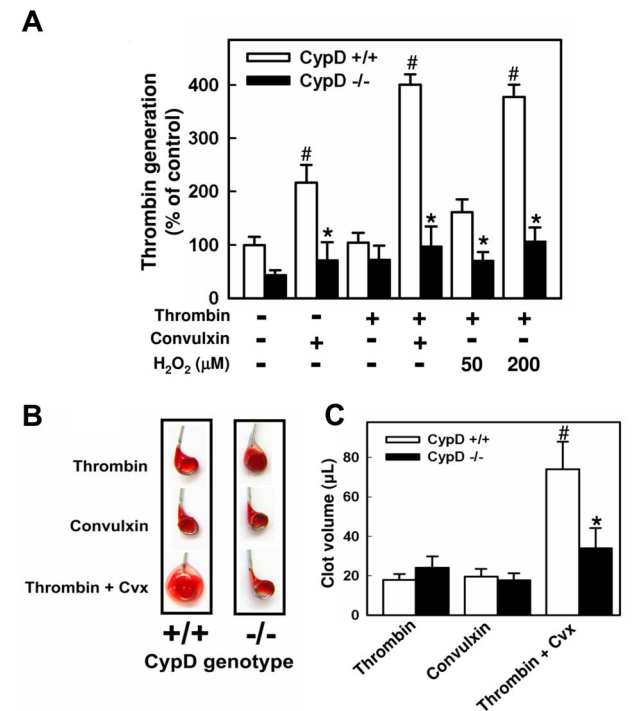 A
Thrombin generation
(% of control)
400
300
200
100
0
CypD +/+
CypD -/-
#
*
*
#
*
*
#
*
Thrombin - - + + + +
Convulxin - + - + - -
H₂O₂ (μM) - - - - 50 200
B
Thrombin
Convulxin
Thrombin + Cvx
+/+ -/-
CypD genotype
C
Clot volume (μL)
80
60
40
20
0
CypD +/+
CypD -/-
#
*
Thrombin
Convulxin
Thrombin + Cvx